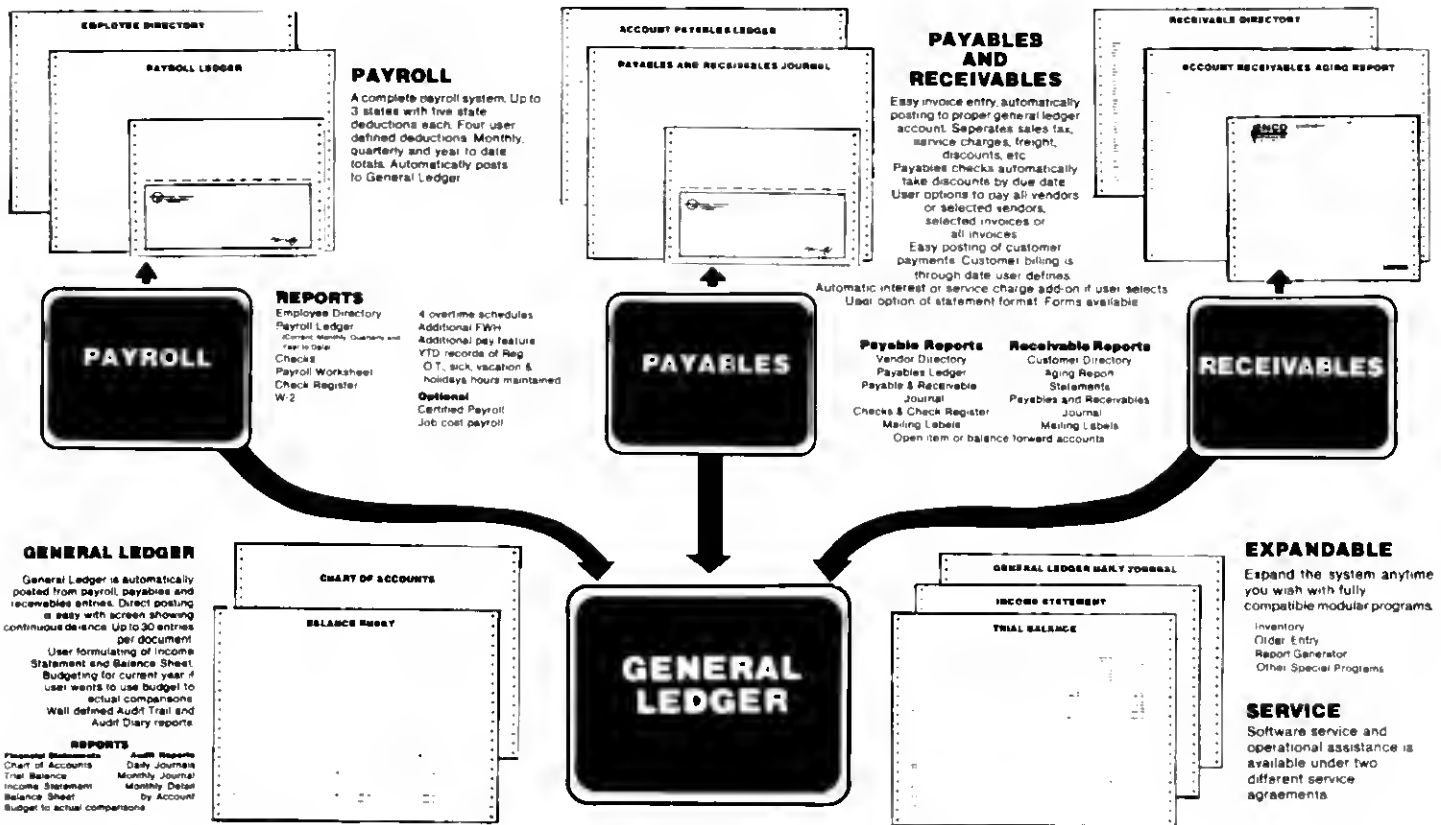 EMPLOYEE DIRECTORY
PAYROLL LEDGER
PAYROLL
A complete payroll system. Up to
3 states with five state
deductions each. Four user
defined deductions. Monthly,
quarterly and year to date
totals. Automatically posts
to General Ledger
ACCOUNT PAYABLES LEDGER
PAYABLES AND RECEIVABLES JOURNAL
PAYABLES
AND
RECEIVABLES
Easy invoice entry, automatically
posting to proper general ledger
account. Seperates sales tax,
service charges, freight,
discounts, etc
Payables checks automatically
take discounts by due date
User options to pay all vendors
or selected vendors,
selected invoices or
all invoices
Easy posting of customer
payments. Customer billing is
through date user defines.
Automatic interest or service charge add-on if user selects
User option of statement format. Forms available
RECEIVABLE DIRECTORY
ACCOUNT RECEIVABLES AGING REPORT
PAYROLL
REPORTS
Employee Directory
Payroll Ledger
(Current Monthly, Quarterly and
Year to Date)
Checks
Payroll Worksheet
Check Register
W-2
4 overtime schedules
Additional FWH
Additional pay feature
YTD records of Reg
O.T., sick, vacation &
holidays hours maintained
Optional
Certified Payroll
Job cost payroll
PAYABLES
Payable Reports
Vendor Directory
Payables Ledger
Payable & Receivable
Journal
Checks & Check Register
Mailing Labels
Receivable Reports
Customer Directory
Aging Report
Statements
Payables and Receivables
Journal
Mailing Labels
Open item or balance forward accounts
RECEIVABLES
GENERAL LEDGER
General Ledger is automatically
posted from payroll, payables and
receivables entries. Direct posting
is easy with screen showing
continuous balance. Up to 30 entries
per document
User formulating of Income
Statement and Balance Sheet.
Budgeting for current year if
user wants to use budget to
actual comparisons
Well defined Audit Trail and
Audit Diary reports
REPORTS
Financial Statements
Chart of Accounts
Trial Balance
Income Statement
Balance Sheet
Budget to actual comparisons
Audit Reports
Daily Journals
Monthly Journal
Monthly Detail
by Account
CHART OF ACCOUNTS
BALANCE SHEET
GENERAL
LEDGER
GENERAL LEDGER DAILY JOURNAL
INCOME STATEMENT
TRIAL BALANCE
EXPANDABLE
Expand the system anytime
you wish with fully
compatible modular programs.
Inventory
Order Entry
Report Generator
Other Special Programs
SERVICE
Software service and
operational assistance is
available under two
different service
agreements